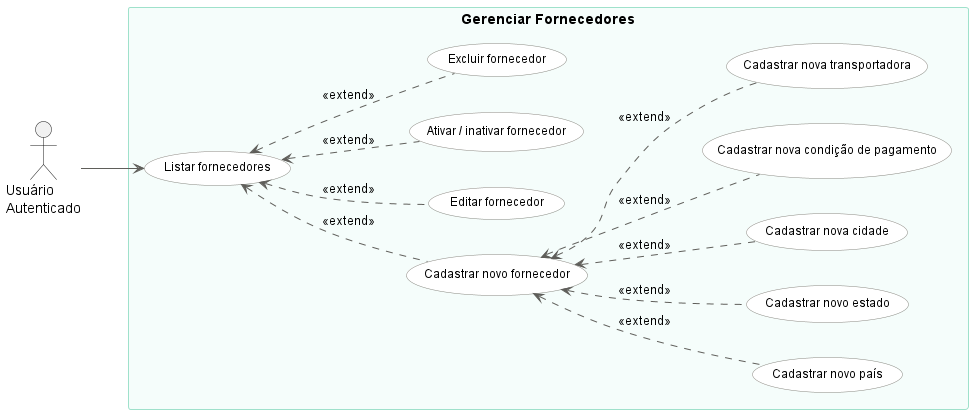 Gerenciar Fornecedores
Excluir fornecedor
Cadastrar nova transportadora
«extend»
«extend»
Ativar / inativar fornecedor
«extend»
Cadastrar nova condição de pagamento
Listar fornecedores
Usuário
Autenticado
«extend»
«extend»
Editar fornecedor
«extend»
Cadastrar nova cidade
«extend»
Cadastrar novo fornecedor
«extend»
Cadastrar novo estado
«extend»
Cadastrar novo país